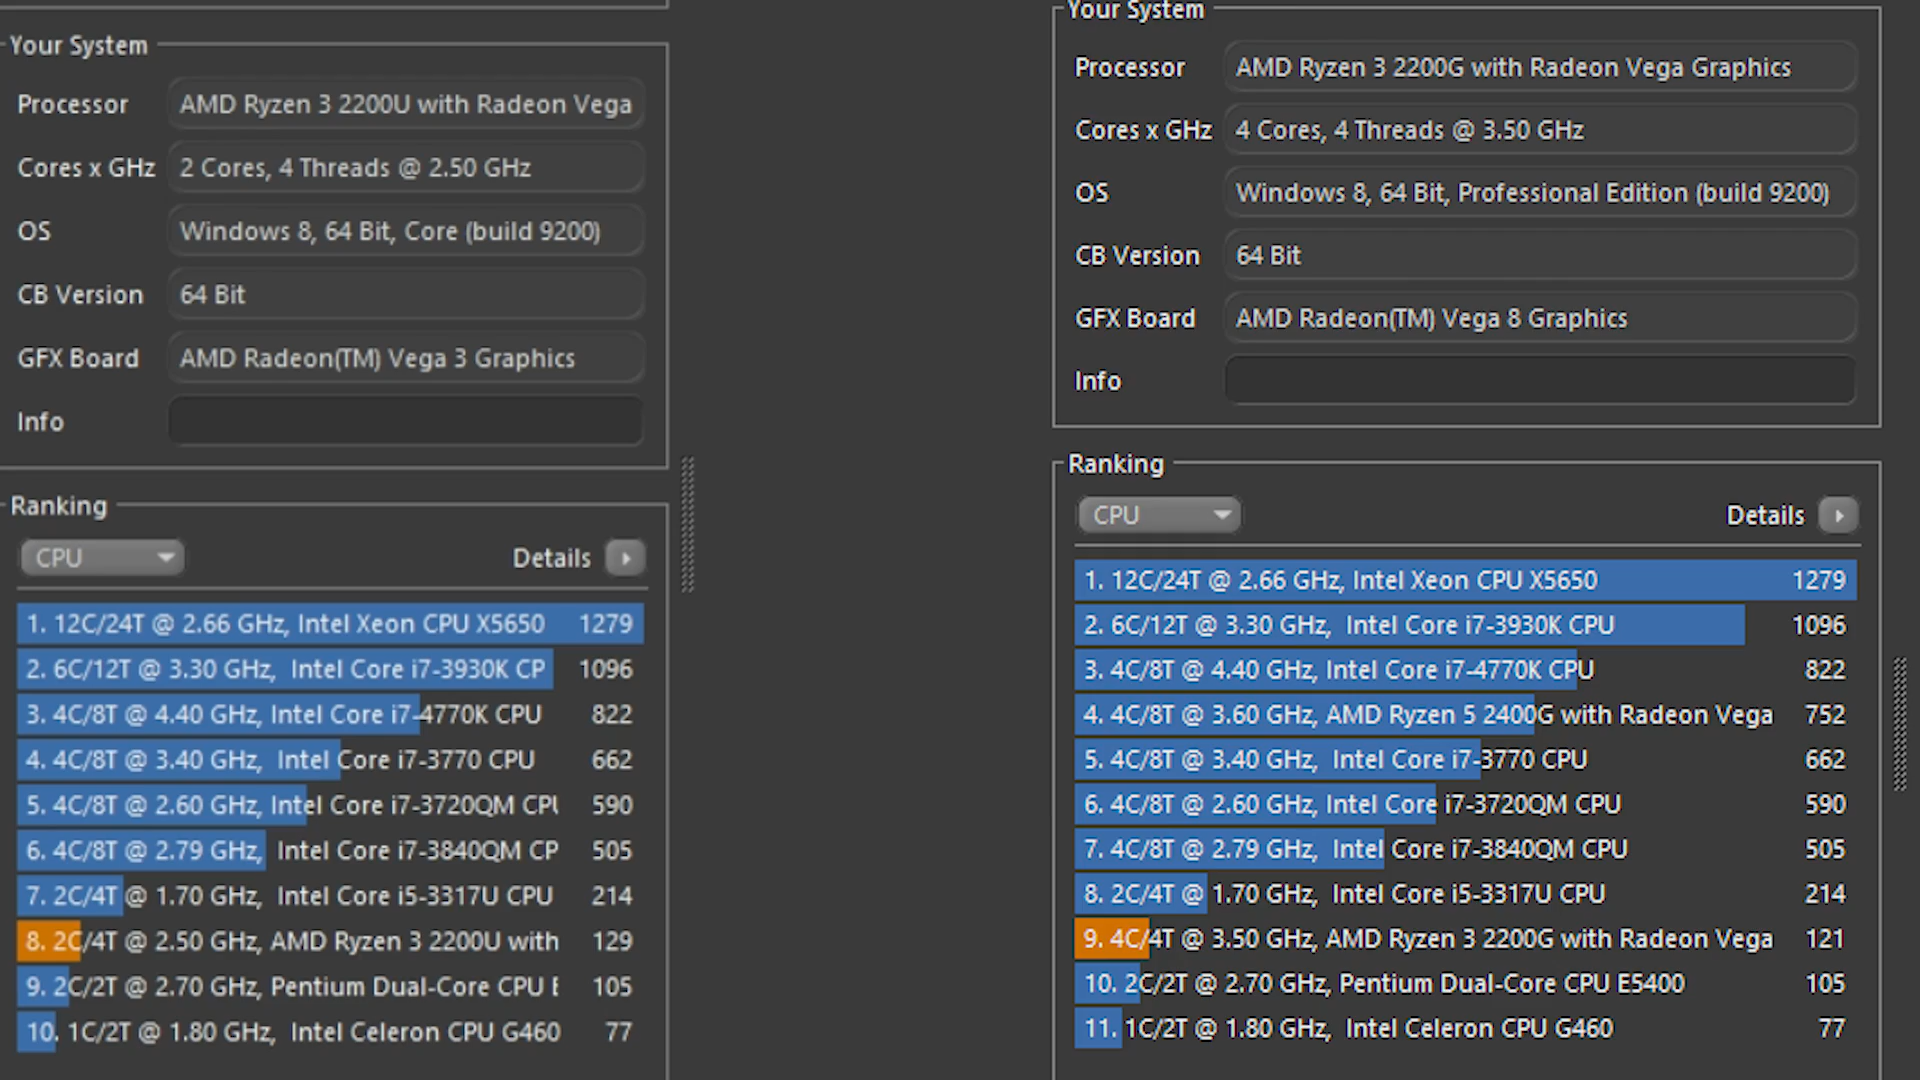 Your System
Processor AMD Ryzen 3 2200U with Radeon Vega
Cores x GHz 2 Cores, 4 Threads @ 2.50 GHz
OS Windows 8, 64 Bit, Core (build 9200)
CB Version 64 Bit
GFX Board AMD Radeon(TM) Vega 3 Graphics
Info
Ranking
CPU Details
1. 12C/24T @ 2.66 GHz, Intel Xeon CPU X5650 1279
2. 6C/12T @ 3.30 GHz, Intel Core i7-3930K CP 1096
3. 4C/8T @ 4.40 GHz, Intel Core i7-4770K CPU 822
4. 4C/8T @ 3.40 GHz, Intel Core i7-3770 CPU 662
5. 4C/8T @ 2.60 GHz, Intel Core i7-3720QM CPU 590
6. 4C/8T @ 2.79 GHz, Intel Core i7-3840QM CP 505
7. 2C/4T @ 1.70 GHz, Intel Core i5-3317U CPU 214
8. 2C/4T @ 2.50 GHz, AMD Ryzen 3 2200U with 129
9. 2C/2T @ 2.70 GHz, Pentium Dual-Core CPU E 105
10. 1C/2T @ 1.80 GHz, Intel Celeron CPU G460 77
Your System
Processor AMD Ryzen 3 2200G with Radeon Vega Graphics
Cores x GHz 4 Cores, 4 Threads @ 3.50 GHz
OS Windows 8, 64 Bit, Professional Edition (build 9200)
CB Version 64 Bit
GFX Board AMD Radeon(TM) Vega 8 Graphics
Info
Ranking
CPU Details
1. 12C/24T @ 2.66 GHz, Intel Xeon CPU X5650 1279
2. 6C/12T @ 3.30 GHz, Intel Core i7-3930K CPU 1096
3. 4C/8T @ 4.40 GHz, Intel Core i7-4770K CPU 822
4. 4C/8T @ 3.60 GHz, AMD Ryzen 5 2400G with Radeon Vega 752
5. 4C/8T @ 3.40 GHz, Intel Core i7-3770 CPU 662
6. 4C/8T @ 2.60 GHz, Intel Core i7-3720QM CPU 590
7. 4C/8T @ 2.79 GHz, Intel Core i7-3840QM CPU 505
8. 2C/4T @ 1.70 GHz, Intel Core i5-3317U CPU 214
9. 4C/4T @ 3.50 GHz, AMD Ryzen 3 2200G with Radeon Vega 121
10. 2C/2T @ 2.70 GHz, Pentium Dual-Core CPU E5400 105
11. 1C/2T @ 1.80 GHz, Intel Celeron CPU G460 77